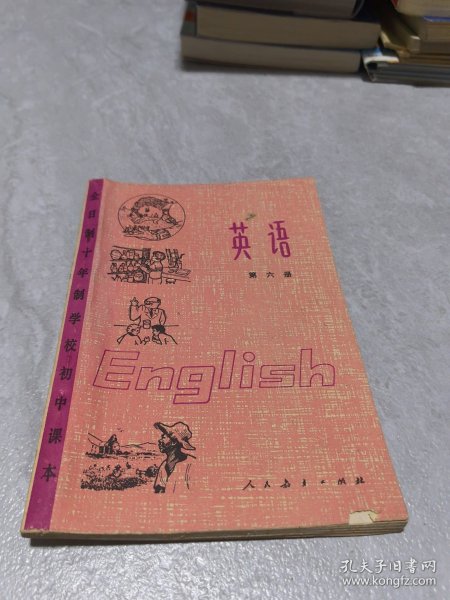 全日制十年制学校初中课本
英语
第六册
English
人民教育出版社
孔夫子旧书网
www.kongfz.com